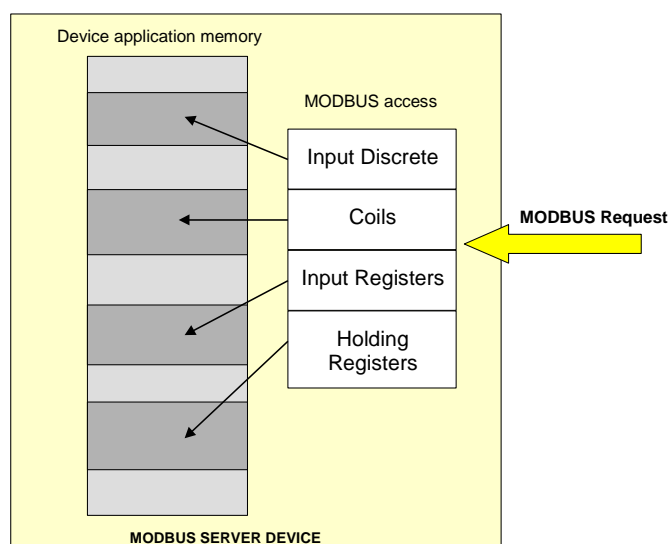 Device application memory
MODBUS access
Input Discrete
Coils
Input Registers
Holding
Registers
MODBUS Request
MODBUS SERVER DEVICE